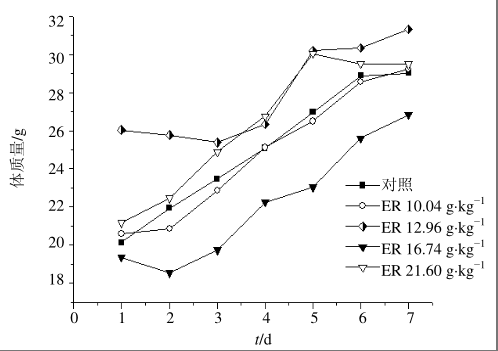 32
30
28
26
24
22
20
18
体质量/g
对照
ER 10.04 g·kg⁻¹
ER 12.96 g·kg⁻¹
ER 16.74 g·kg⁻¹
ER 21.60 g·kg⁻¹
0 1 2 3 4 5 6 7
t/d